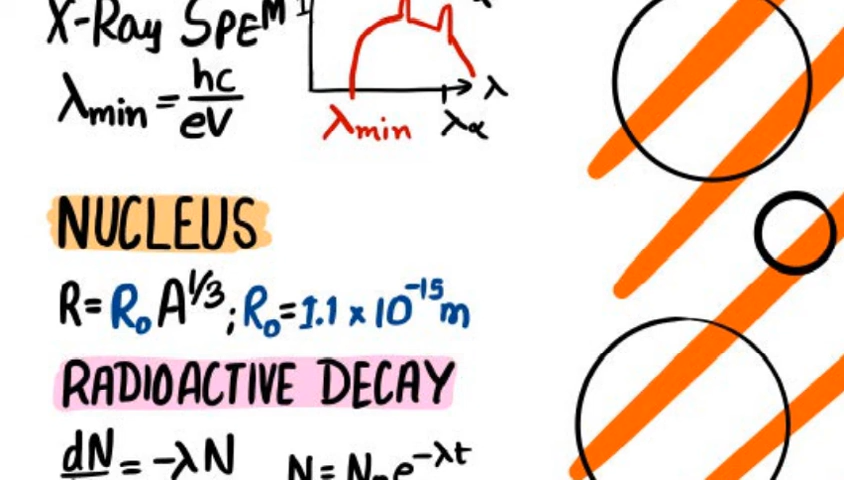 X-Ray SPEM I
λmin = hc/eV
λ
λmin λα
NUCLEUS
R = R₀A^1/3 ; R₀ = 1.1 x 10^-15 m
RADIOACTIVE DECAY
dN = -λN N = N₀e^-λt